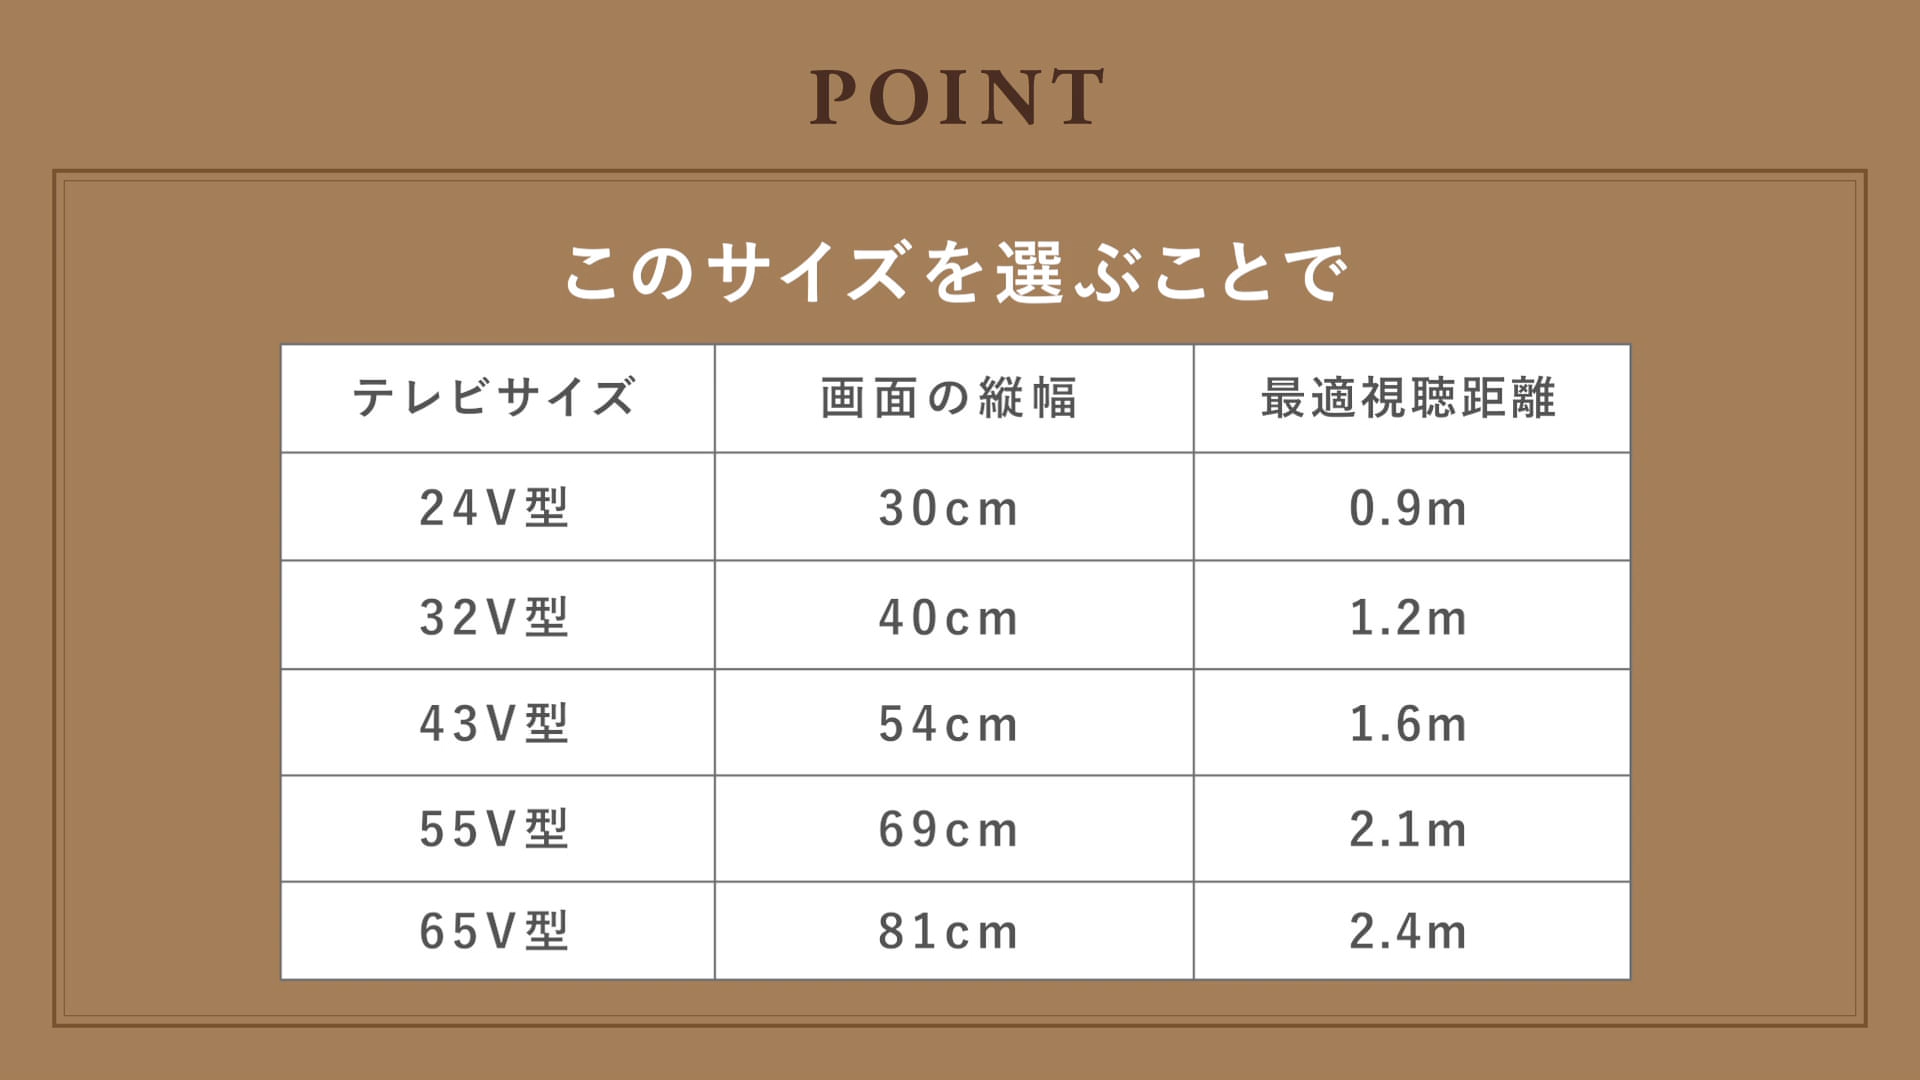 POINT
このサイズを選ぶことで
テレビサイズ 画面の縦幅 最適視聴距離
24V型 30cm 0.9m
32V型 40cm 1.2m
43V型 54cm 1.6m
55V型 69cm 2.1m
65V型 81cm 2.4m